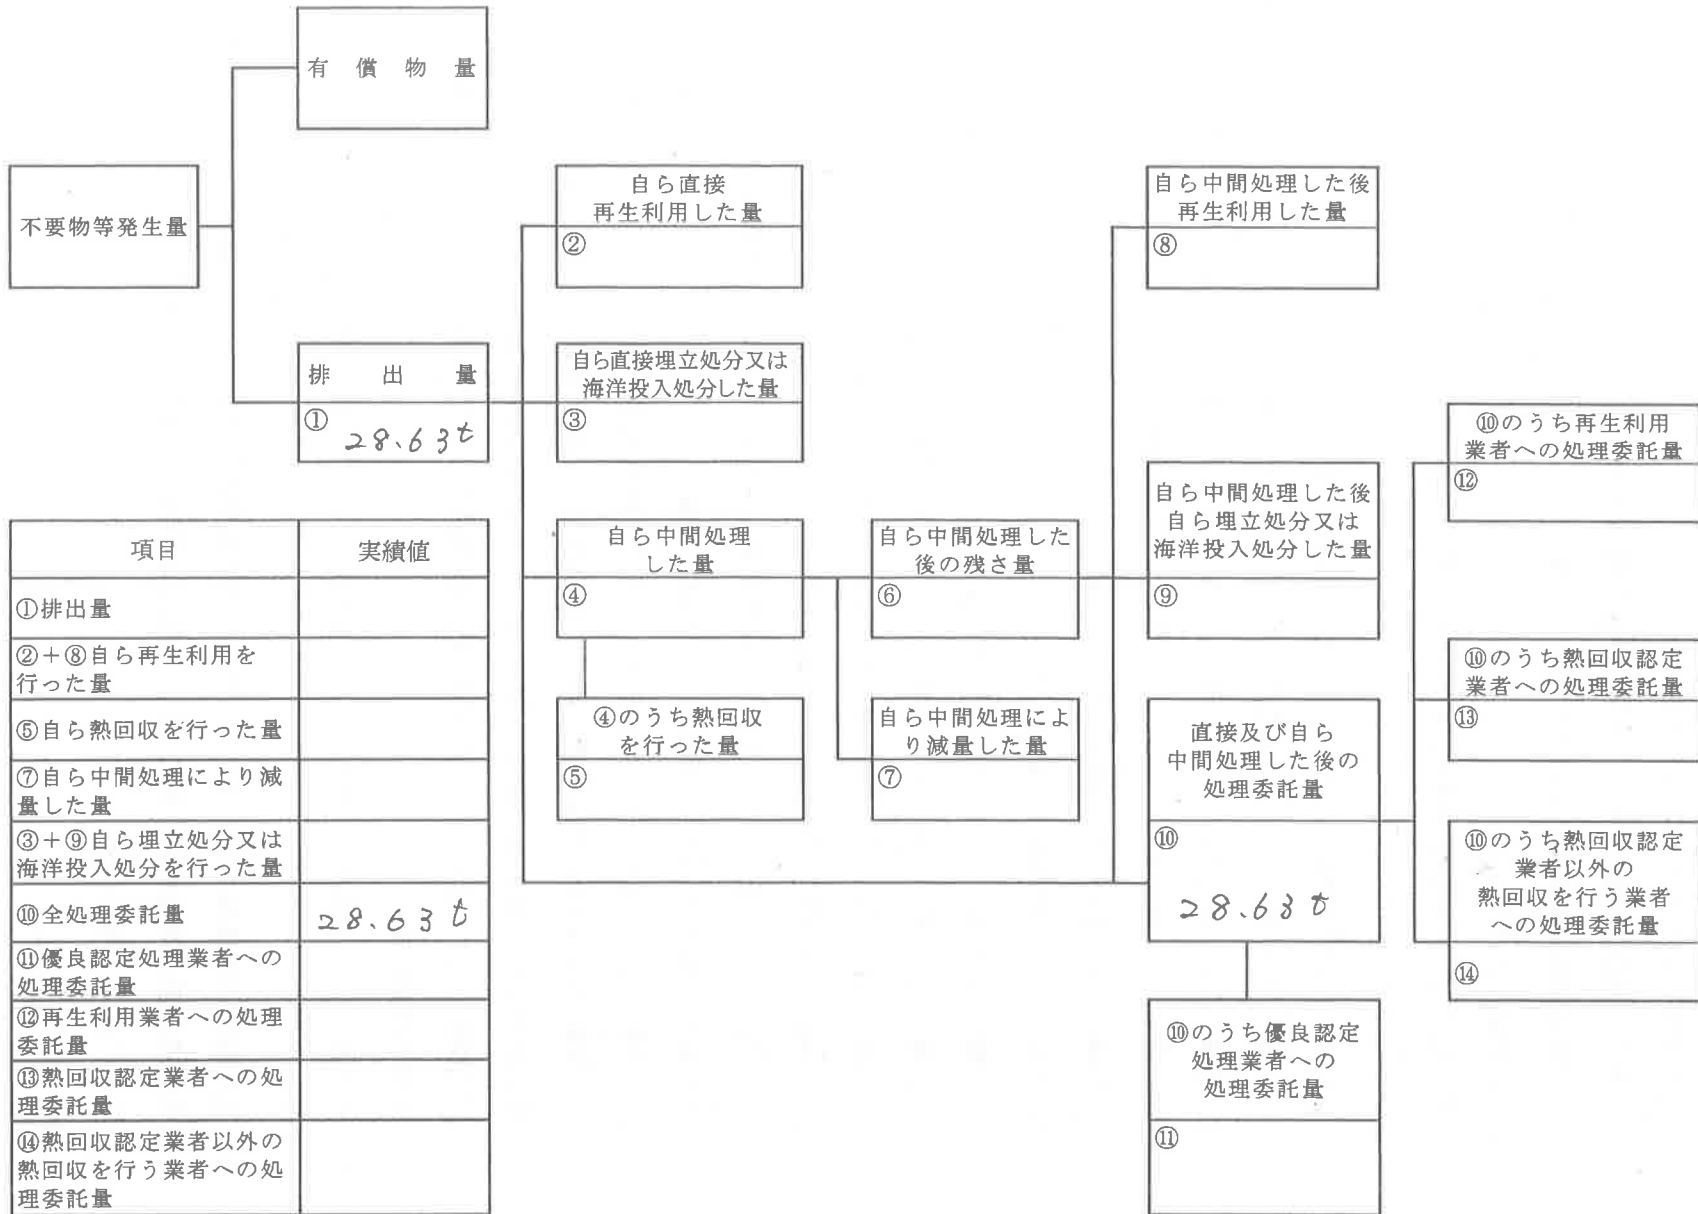 有償物量
不要物等発生量
排出量
① 28.63t
自ら直接
再生利用した量
②
自ら直接埋立処分又は
海洋投入処分した量
③
自ら中間処理
した量
④
④のうち熱回収
を行った量
⑤
自ら中間処理した
後の残さ量
⑥
自ら中間処理によ
り減量した量
⑦
自ら中間処理した後
再生利用した量
⑧
自ら中間処理した後
自ら埋立処分又は
海洋投入処分した量
⑨
直接及び自ら
中間処理した後の
処理委託量
⑩
28.63t
⑩のうち優良認定
処理業者への
処理委託量
⑪
⑩のうち再生利用
業者への処理委託量
⑫
⑩のうち熱回収認定
業者への処理委託量
⑬
⑩のうち熱回収認定
業者以外の
熱回収を行う業者
への処理委託量
⑭
項目 実績値
①排出量
②+⑧自ら再生利用を
行った量
⑤自ら熱回収を行った量
⑦自ら中間処理により減
量した量
③+⑨自ら埋立処分又は
海洋投入処分を行った量
⑩全処理委託量 28.63t
⑪優良認定処理業者への
処理委託量
⑫再生利用業者への処理
委託量
⑬熱回収認定業者への処
理委託量
⑭熱回収認定業者以外の
熱回収を行う業者への処
理委託量